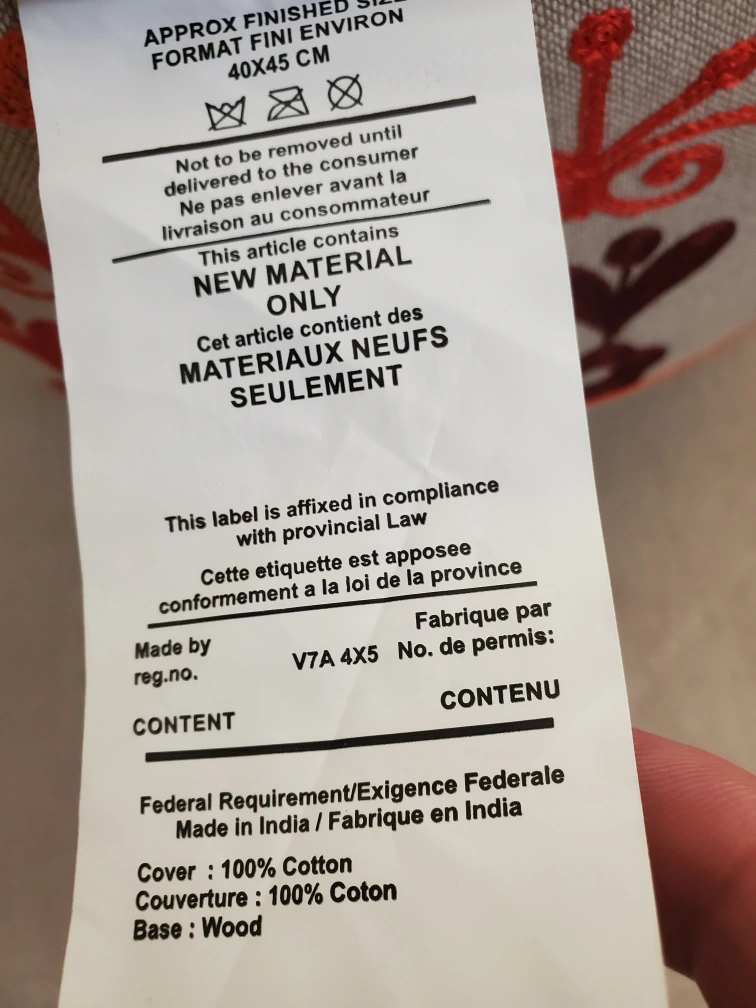 APPROX FINISHED SIZE
FORMAT FINI ENVIRON
40X45 CM
Not to be removed until
delivered to the consumer
Ne pas enlever avant la
livraison au consommateur
This article contains
NEW MATERIAL
ONLY
Cet article contient des
MATERIAUX NEUFS
SEULEMENT
This label is affixed in compliance
with provincial Law
Cette etiquette est apposee
conformement a la loi de la province
Made by
reg.no.
V7A 4X5
Fabrique par
No. de permis:
CONTENT
CONTENU
Federal Requirement/Exigence Federale
Made in India / Fabrique en India
Cover : 100% Cotton
Couverture : 100% Coton
Base : Wood